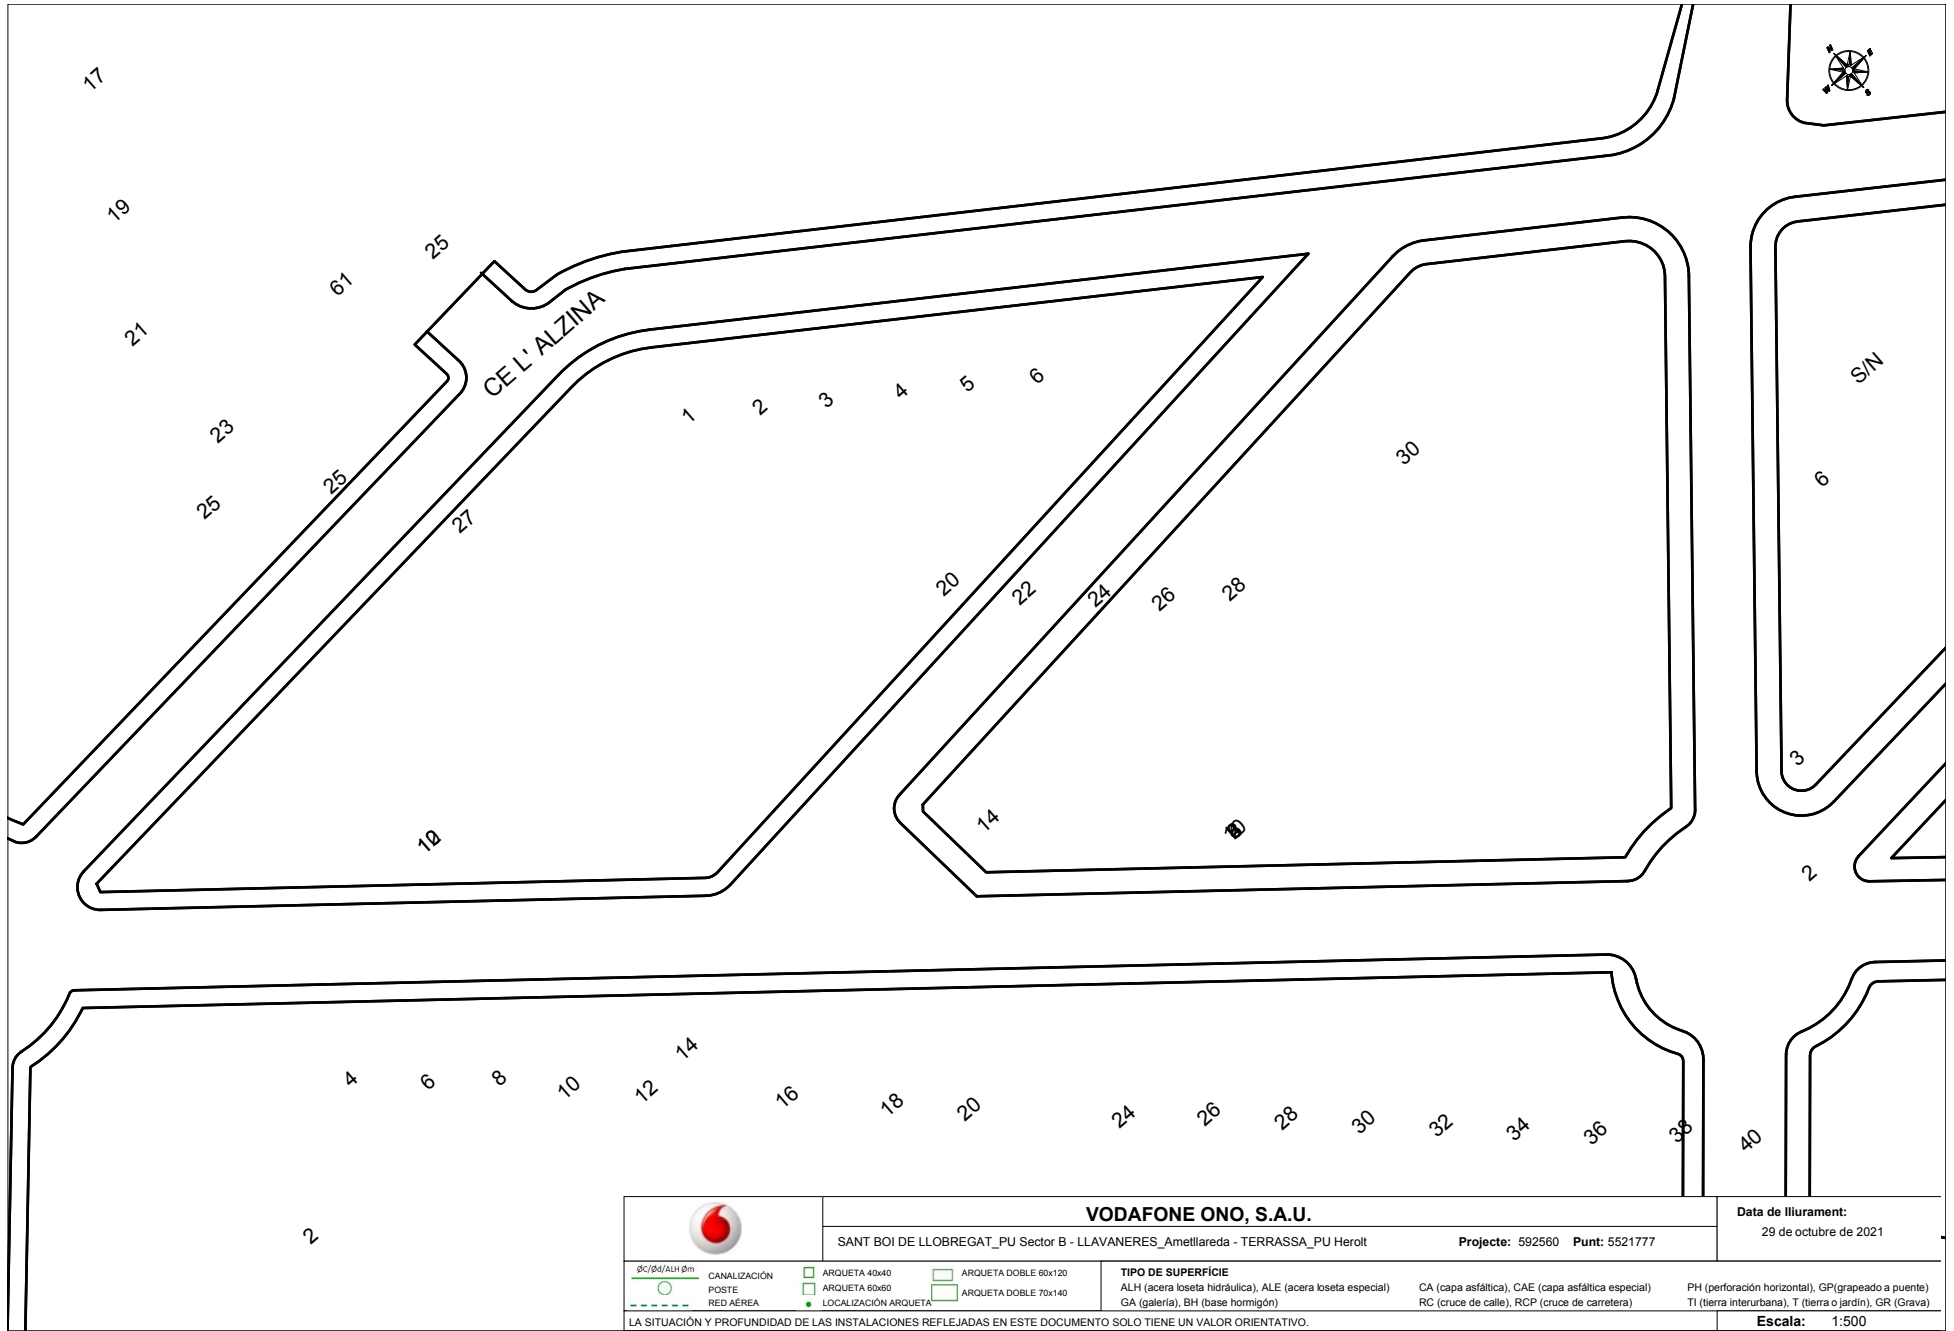 17
19
25
61
21
CE L' ALZINA
23
25
25
27
1
2
3
4
5
6
30
S/N
6
20
22
24
26
28
3
14
2
14
4
6
8
10
12
16
18
20
24
26
28
30
32
34
36
38
40
2
VODAFONE ONO, S.A.U.
SANT BOI DE LLOBREGAT_PU Sector B - LLAVANERES_Ametllareda - TERRASSA_PU Herolt
Projecte: 592560 Punt: 5521777
Data de lliurament:
29 de octubre de 2021
ØC/Ød/ALH Øm
CANALIZACIÓN
POSTE
RED AÉREA
ARQUETA 40x40
ARQUETA 60x60
LOCALIZACIÓN ARQUETA
ARQUETA DOBLE 60x120
ARQUETA DOBLE 70x140
TIPO DE SUPERFÍCIE
ALH (acera loseta hidráulica), ALE (acera loseta especial)
GA (galería), BH (base hormigón)
CA (capa asfáltica), CAE (capa asfáltica especial)
RC (cruce de calle), RCP (cruce de carretera)
PH (perforación horizontal), GP(grapeado a puente)
TI (tierra interurbana), T (tierra o jardín), GR (Grava)
LA SITUACIÓN Y PROFUNDIDAD DE LAS INSTALACIONES REFLEJADAS EN ESTE DOCUMENTO SOLO TIENE UN VALOR ORIENTATIVO.
Escala: 1:500